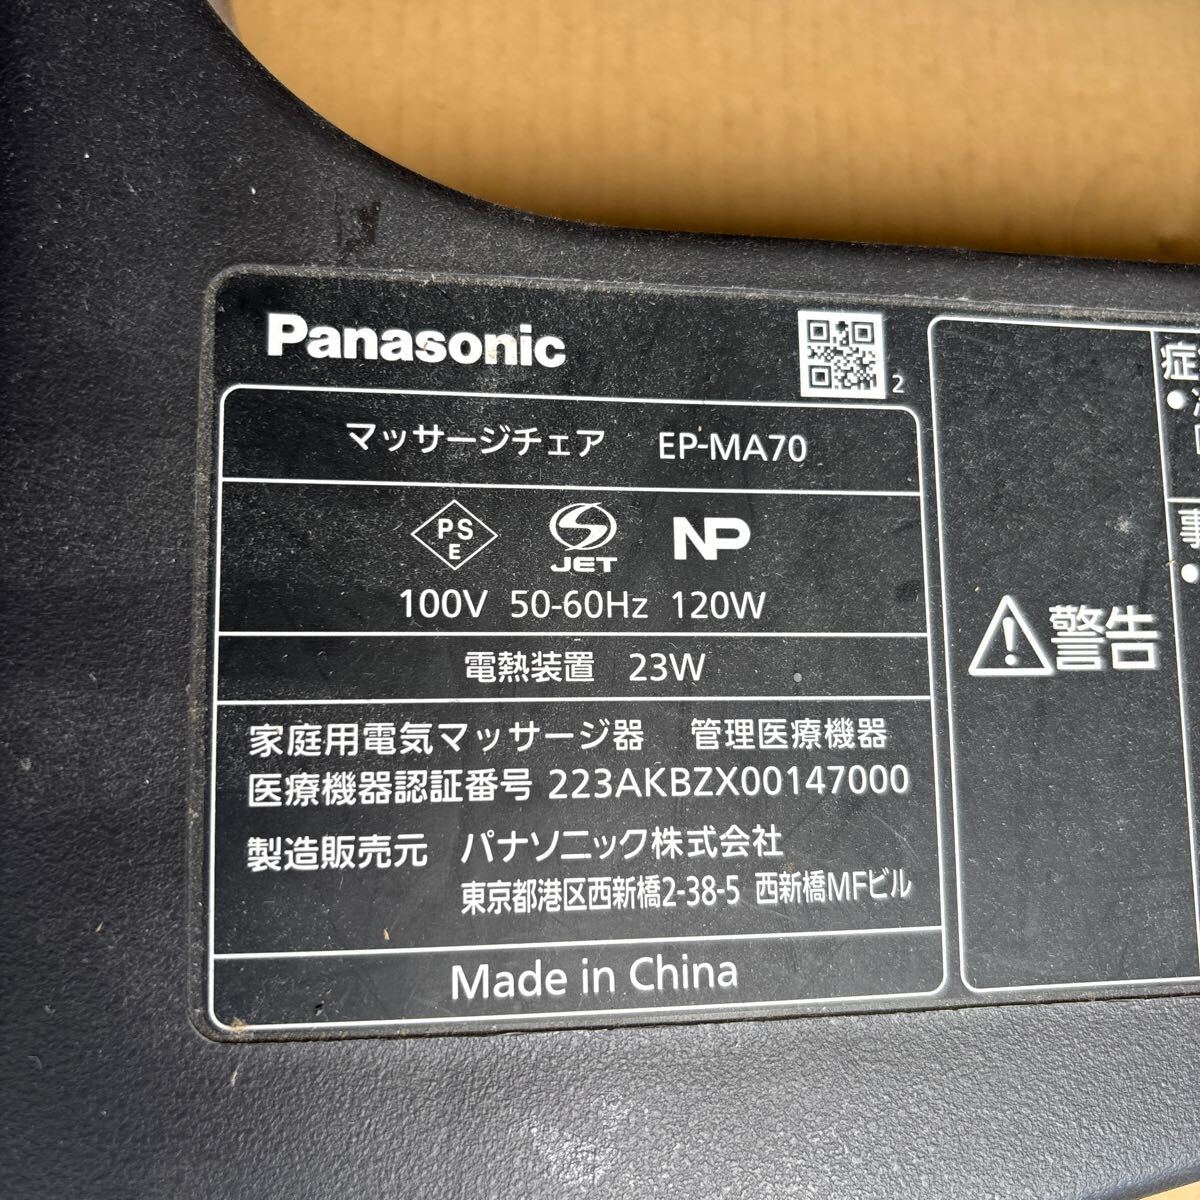 Panasonic
2
マッサージチェア EP-MA70
PS
E
JET
NP
100V 50-60Hz 120W
電熱装置 23W
家庭用電気マッサージ器 管理医療機器
医療機器認証番号 223AKBZX00147000
製造販売元 パナソニック株式会社
東京都港区西新橋2-38-5 西新橋MFビル
Made in China
警告
症
事